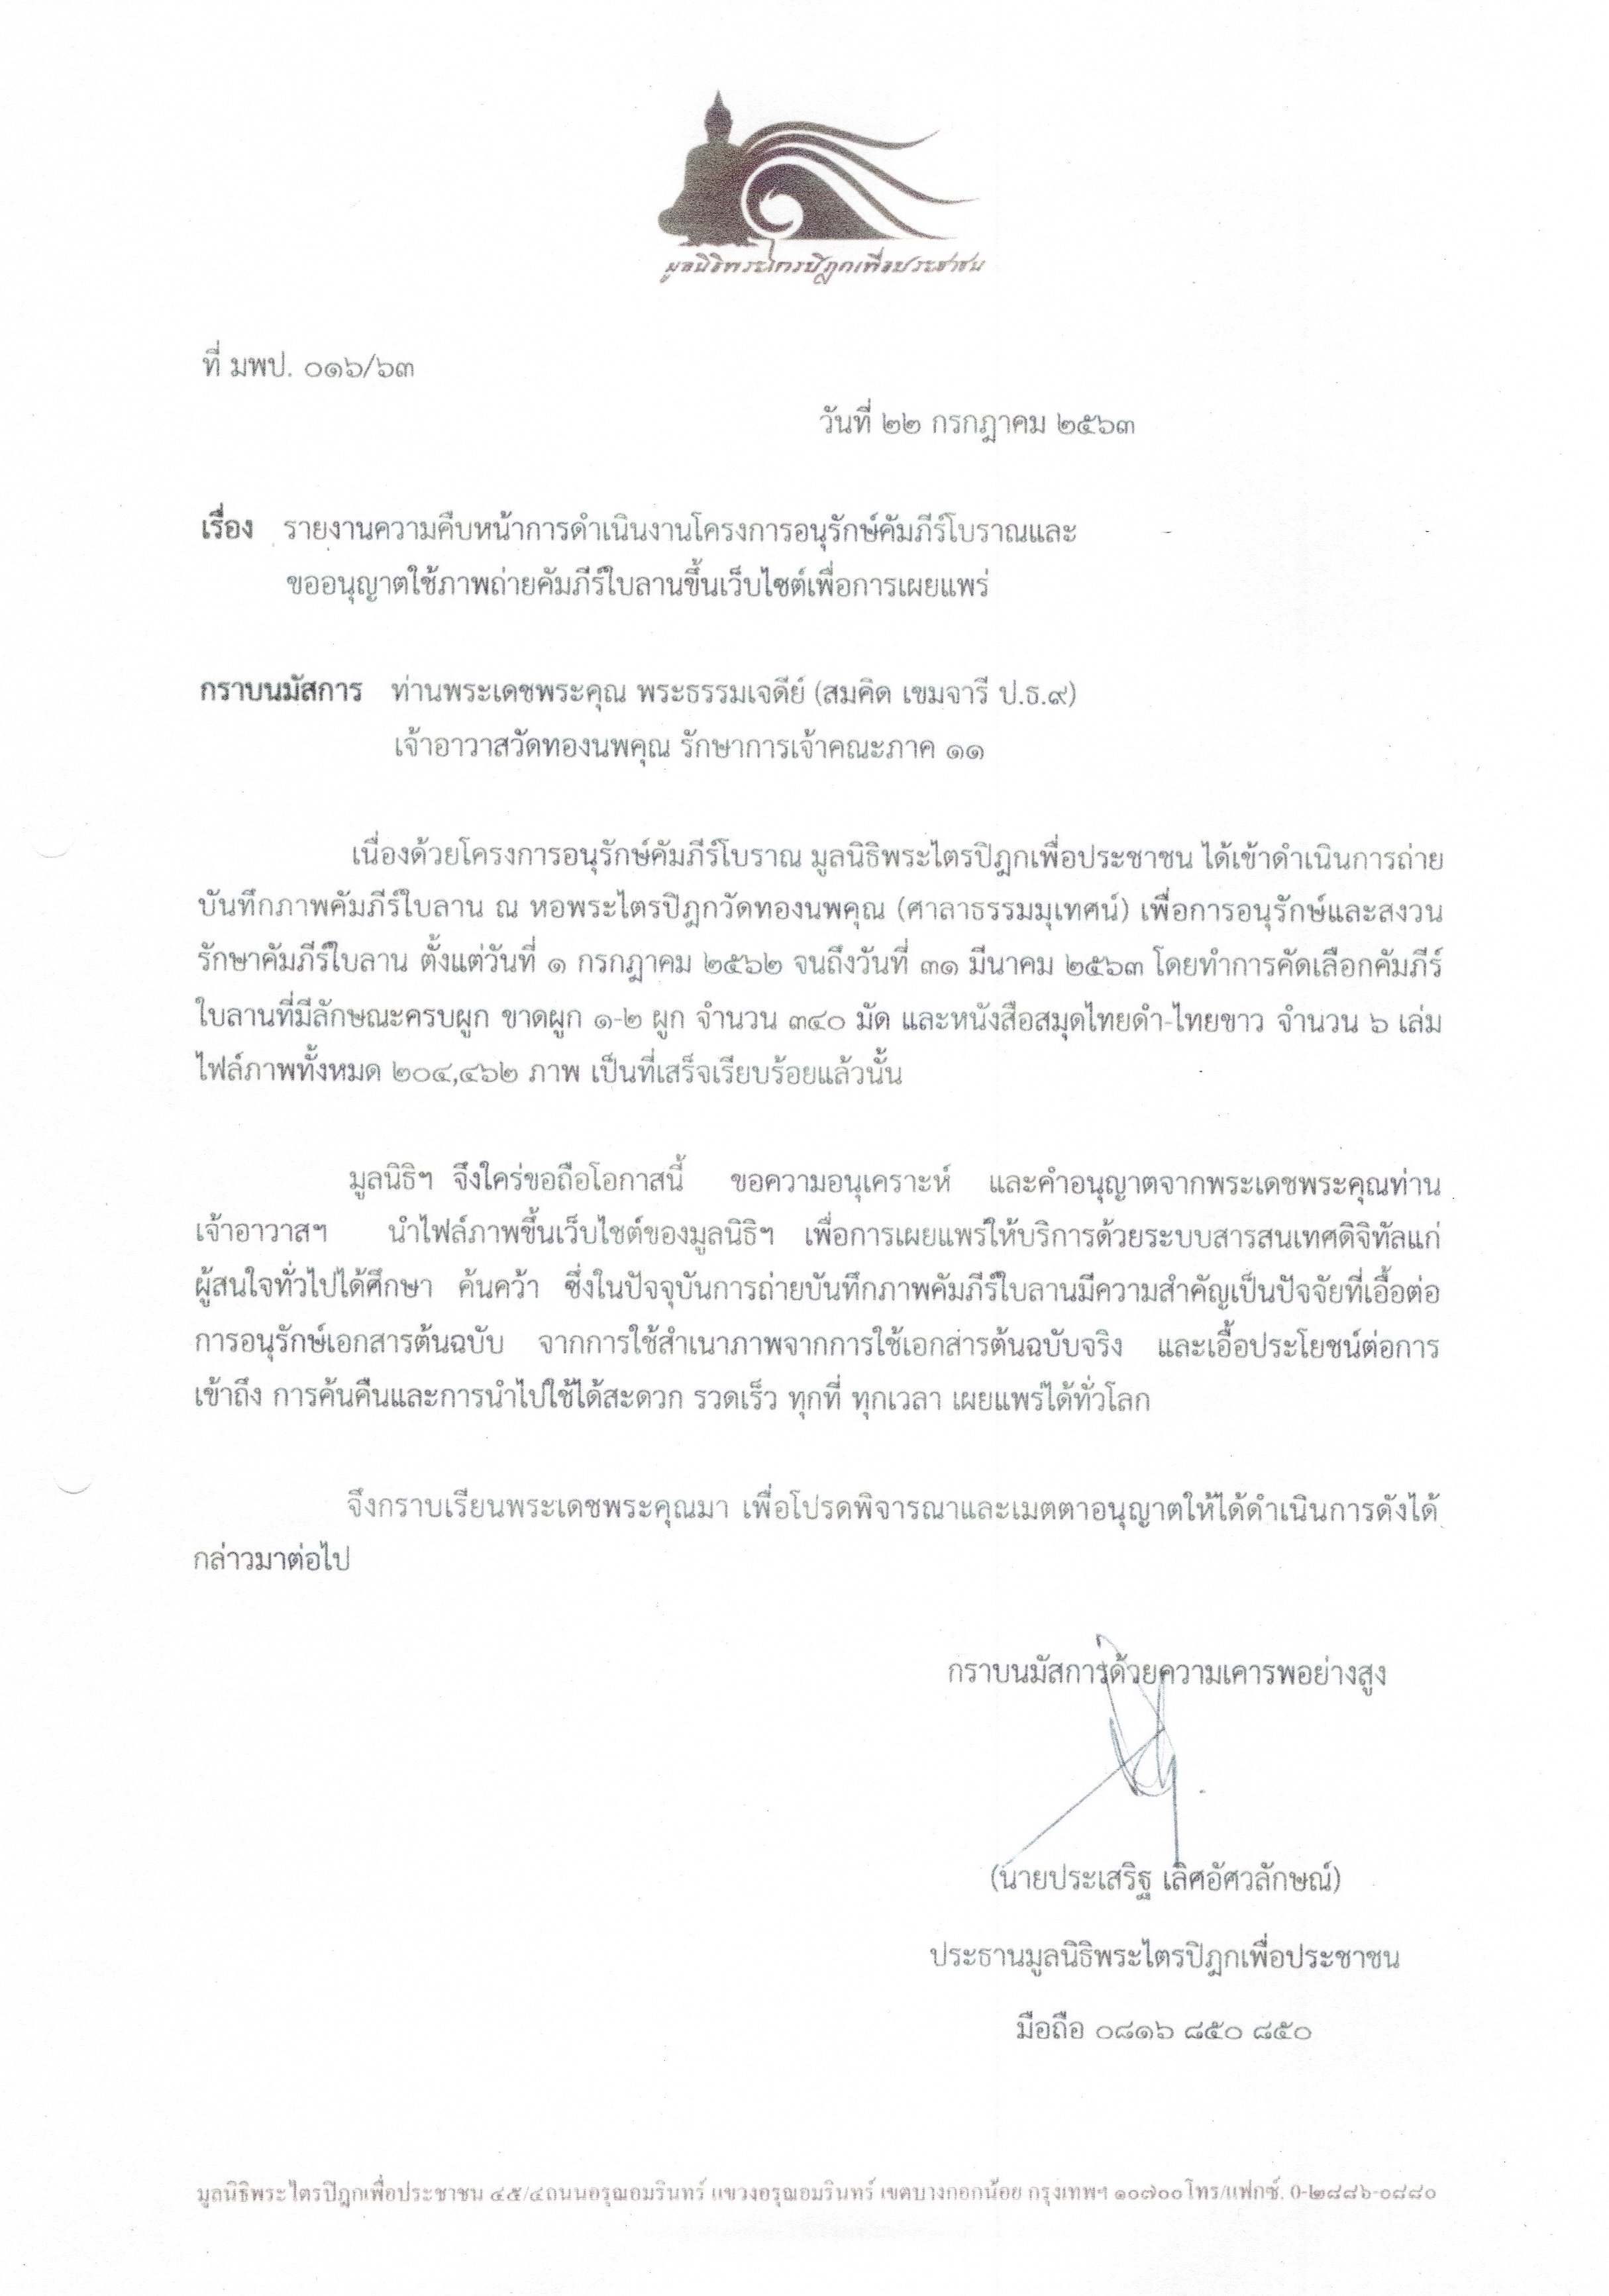 มูลนิธิพระไตรปิฎกเพื่อประชาชน
ที่ มพป. ๐๑๖/๖๓
วันที่ ๒๒ กรกฎาคม ๒๕๖๓
เรื่อง รายงานความคืบหน้าการดำเนินงานโครงการอนุรักษ์คัมภีร์โบราณและ
ขออนุญาตใช้ภาพถ่ายคัมภีร์ใบลานขึ้นเว็บไซต์เพื่อการเผยแพร่
กราบนมัสการ ท่านพระเดชพระคุณ พระธรรมเจดีย์ (สมคิด เขมจารี ป.ธ.๙)
เจ้าอาวาสวัดทองนพคุณ รักษาการเจ้าคณะภาค ๑๑
เนื่องด้วยโครงการอนุรักษ์คัมภีร์โบราณ มูลนิธิพระไตรปิฎกเพื่อประชาชน ได้เข้าดำเนินการถ่าย
บันทึกภาพคัมภีร์ใบลาน ณ หอพระไตรปิฎกวัดทองนพคุณ (ศาลาธรรมมุเทศน์) เพื่อการอนุรักษ์และสงวน
รักษาคัมภีร์ใบลาน ตั้งแต่วันที่ ๑ กรกฎาคม ๒๕๖๒ จนถึงวันที่ ๓๑ มีนาคม ๒๕๖๓ โดยทำการคัดเลือกคัมภีร์
ใบลานที่มีลักษณะครบผูก ขาดผูก ๑-๒ ผูก จำนวน ๓๔๐ มัด และหนังสือสมุดไทยดำ-ไทยขาว จำนวน ๖ เล่ม
ไฟล์ภาพทั้งหมด ๒๐๔,๔๖๒ ภาพ เป็นที่เสร็จเรียบร้อยแล้วนั้น
มูลนิธิฯ จึงใคร่ขอถือโอกาสนี้ ขอความอนุเคราะห์ และคำอนุญาตจากพระเดชพระคุณท่าน
เจ้าอาวาสฯ นำไฟล์ภาพขึ้นเว็บไซต์ของมูลนิธิฯ เพื่อการเผยแพร่ให้บริการด้วยระบบสารสนเทศดิจิทัลแก่
ผู้สนใจทั่วไปได้ศึกษา ค้นคว้า ซึ่งในปัจจุบันการถ่ายบันทึกภาพคัมภีร์ใบลานมีความสำคัญเป็นปัจจัยที่เอื้อต่อ
การอนุรักษ์เอกสารต้นฉบับ จากการใช้สำเนาภาพจากการใช้เอกสารต้นฉบับจริง และเอื้อประโยชน์ต่อการ
เข้าถึง การค้นคืนและการนำไปใช้ได้สะดวก รวดเร็ว ทุกที่ ทุกเวลา เผยแพร่ได้ทั่วโลก
จึงกราบเรียนพระเดชพระคุณมา เพื่อโปรดพิจารณาและเมตตาอนุญาตให้ได้ดำเนินการดังได้
กล่าวมาต่อไป
กราบนมัสการด้วยความเคารพอย่างสูง
(นายประเสริฐ เลิศอัศวลักษณ์)
ประธานมูลนิธิพระไตรปิฎกเพื่อประชาชน
มือถือ ๐๘๑๖ ๘๕๐ ๘๕๐
มูลนิธิพระไตรปิฎกเพื่อประชาชน ๔๕/๔ถนนอรุณอมรินทร์ แขวงอรุณอมรินทร์ เขตบางกอกน้อย กรุงเทพฯ ๑๐๗๐๐ โทร/แฟกซ์. 0-๒๘๘๖-๐๘๘๐